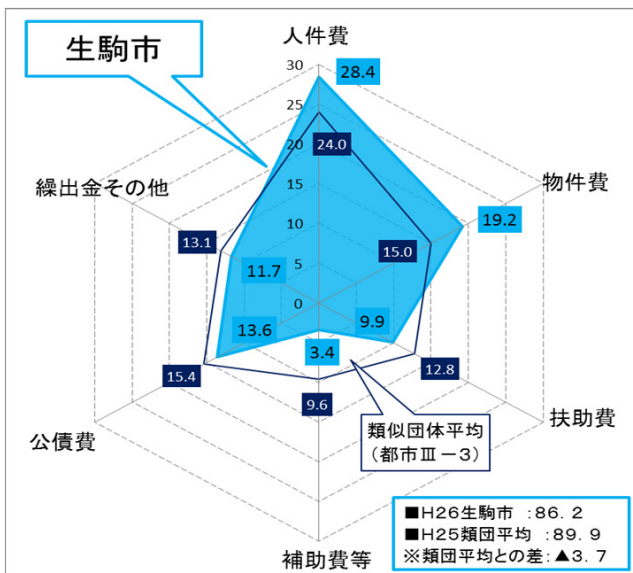 生駒市
人件費
30
28.4
25
24.0
20
繰出金その他
物件費
15
19.2
13.1
15.0
10
11.7
5
9.9
0
13.6
3.4
12.8
15.4
9.6
類似団体平均
（都市Ⅲ－3）
公債費
扶助費
補助費等
■H26生駒市 ：86.2
■H25類団平均 ：89.9
※類団平均との差：▲3.7